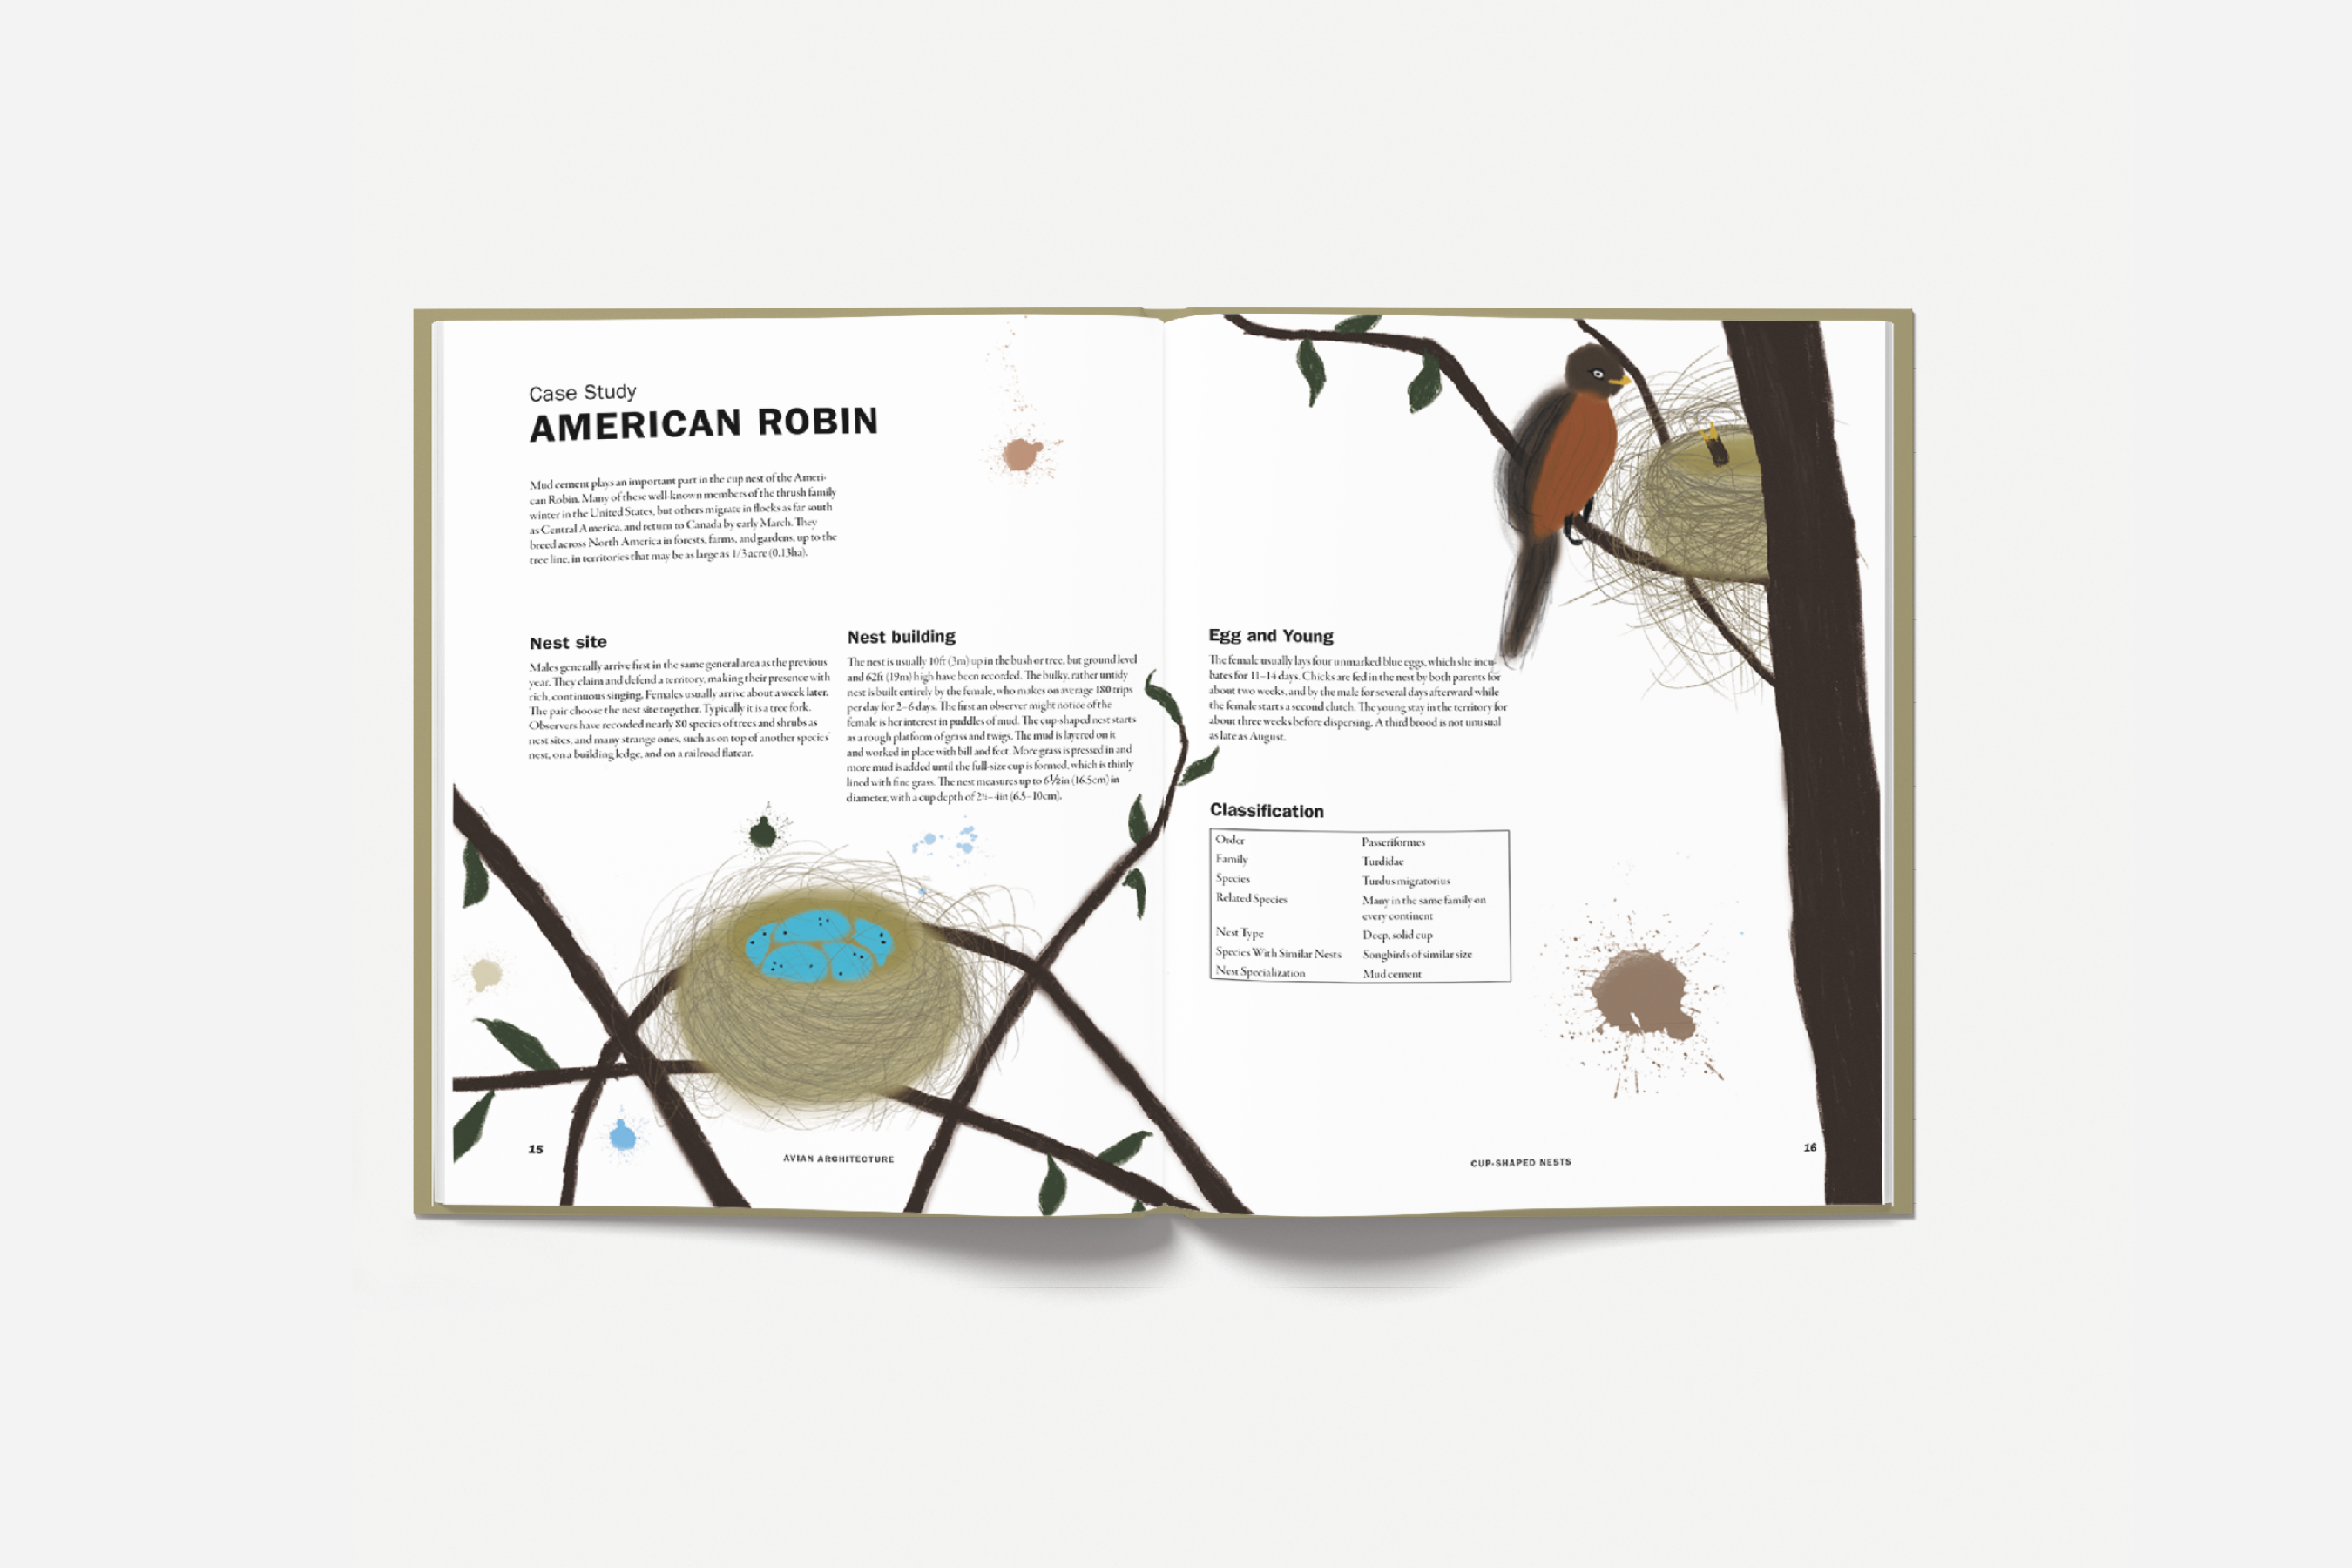 Case Study
AMERICAN ROBIN
Mud cement plays an important part in the cup nest of the Ameri-
can Robin. Many of these well-known members of the thrush family
winter in the United States, but others migrate in flocks as far south
as Central America, and return to Canada by early March. They
breed across North America in forests, farms, and gardens, up to the
tree line, in territories that may be as large as 1/3 acre (0.13ha).
Nest site
Males generally arrive first in the same general area as the previous
year. They claim and defend a territory, making their presence with
rich, continuous singing. Females usually arrive about a week later.
The pair choose the nest site together. Typically it is a tree fork.
Observers have recorded nearly 80 species of trees and shrubs as
nest sites, and many strange ones, such as on top of another species'
nest, on a building ledge, and on a railroad flatcar.
Nest building
The nest is usually 10ft (3m) up in the bush or tree, but ground level
and 62ft (19m) high have been recorded. The bulky, rather untidy
nest is built entirely by the female, who makes on average 180 trips
per day for 2–6 days. The first an observer might notice of the
female is her interest in puddles of mud. The cup-shaped nest starts
as a rough platform of grass and twigs. The mud is layered on it
and worked in place with bill and feet. More grass is pressed in and
more mud is added until the full-size cup is formed, which is thinly
lined with fine grass. The nest measures up to 6½in (16.5cm) in
diameter, with a cup depth of 2½–4in (6.5–10cm).
15
AVIAN ARCHITECTURE
Egg and Young
The female usually lays four unmarked blue eggs, which she incu-
bates for 11–14 days. Chicks are fed in the nest by both parents for
about two weeks, and by the male for several days afterward while
the female starts a second clutch. The young stay in the territory for
about three weeks before dispersing. A third brood is not unusual
as late as August.
Classification
Order Passeriformes
Family Turdidae
Species Turdus migratorius
Related Species Many in the same family on
every continent
Nest Type Deep, solid cup
Species With Similar Nests Songbirds of similar size
Nest Specialization Mud cement
CUP-SHAPED NESTS
16